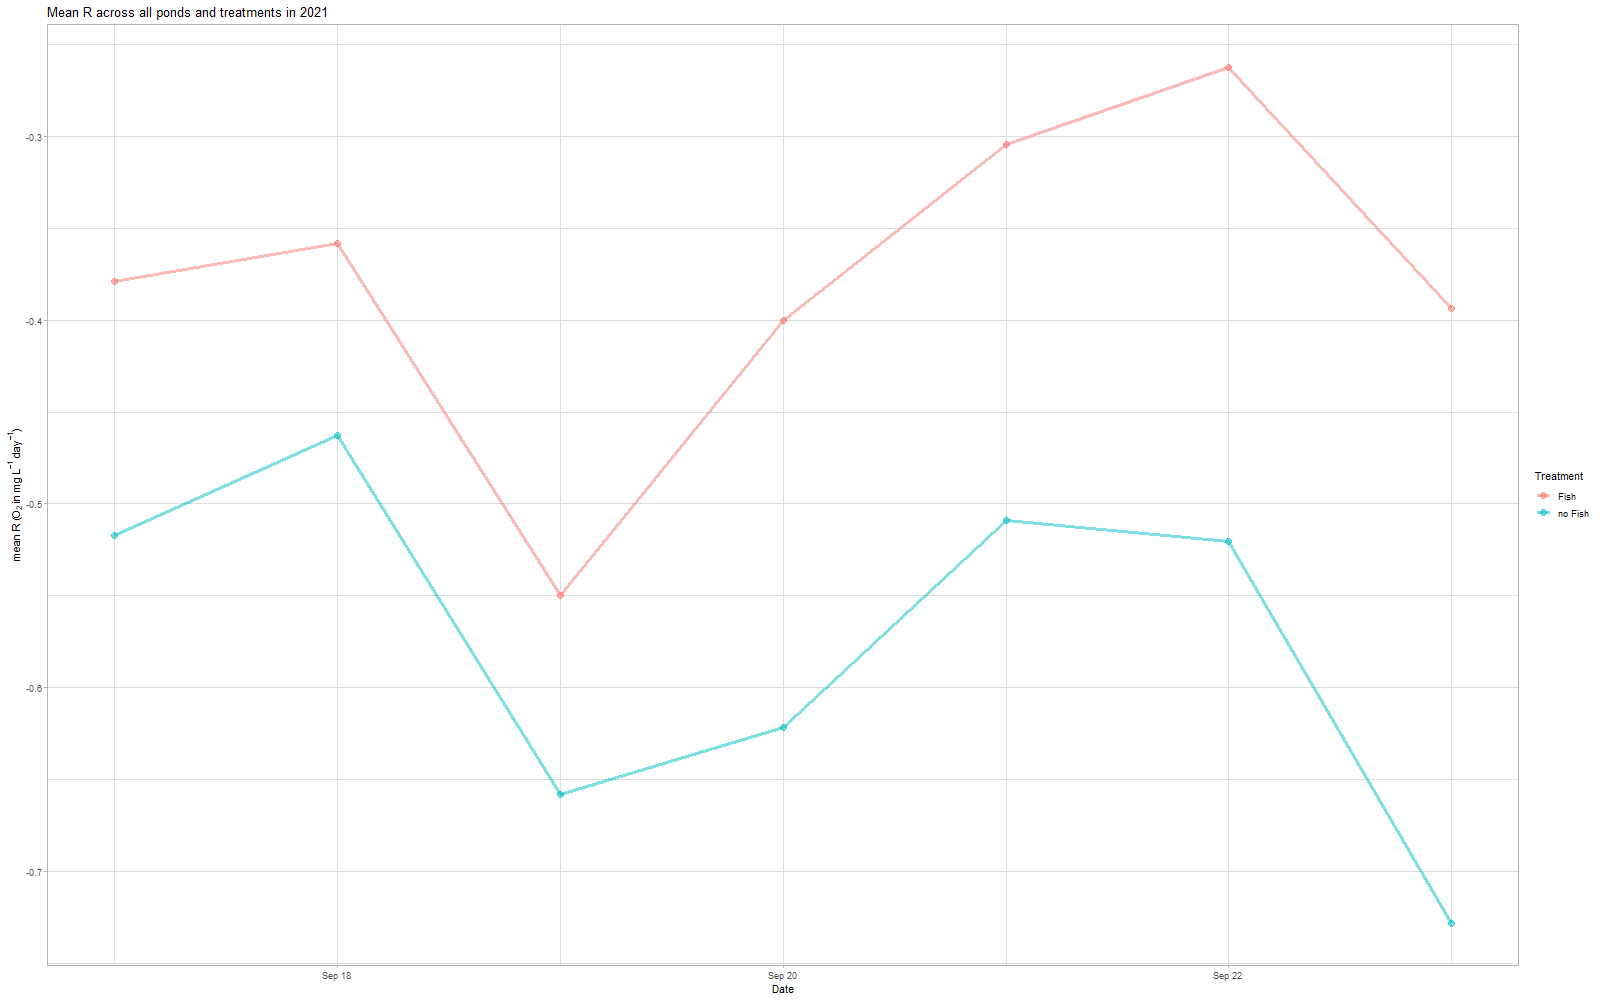 Mean R across all ponds and treatments in 2021
mean R (O₂ in mg L⁻¹ day⁻¹)
-0.3
-0.4
-0.5
-0.6
-0.7
Sep 18
Sep 20
Sep 22
Date
Treatment
Fish
no Fish